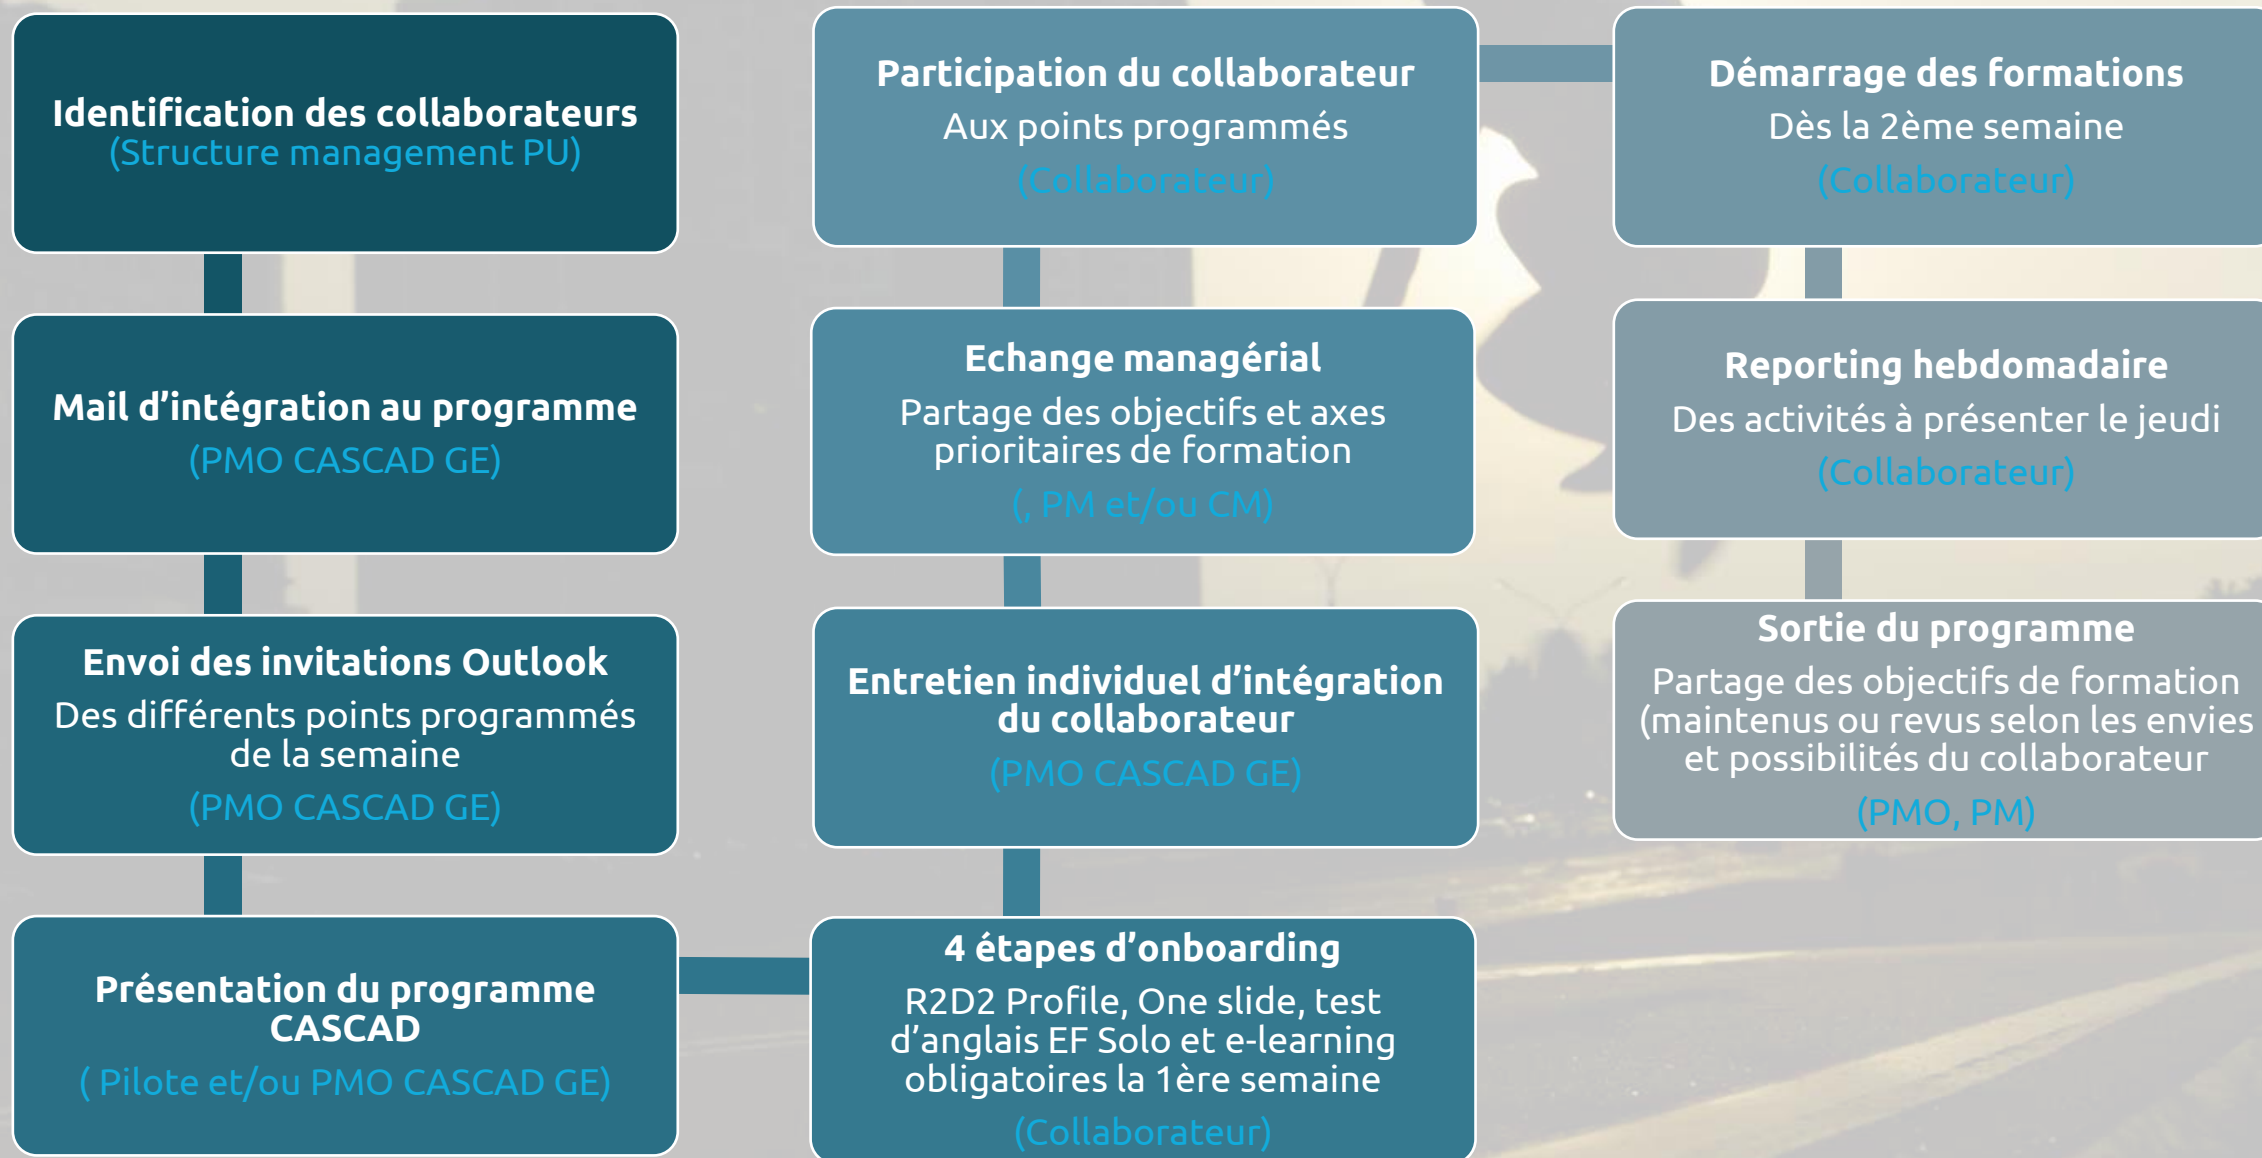 Identification des collaborateurs
(Structure management PU)
Mail d’intégration au programme
(PMO CASCAD GE)
Envoi des invitations Outlook
Des différents points programmés
de la semaine
(PMO CASCAD GE)
Présentation du programme
CASCAD
( Pilote et/ou PMO CASCAD GE)
4 étapes d’onboarding
R2D2 Profile, One slide, test
d’anglais EF Solo et e-learning
obligatoires la 1ère semaine
(Collaborateur)
Entretien individuel d’intégration
du collaborateur
(PMO CASCAD GE)
Echange managérial
Partage des objectifs et axes
prioritaires de formation
(, PM et/ou CM)
Participation du collaborateur
Aux points programmés
(Collaborateur)
Démarrage des formations
Dès la 2ème semaine
(Collaborateur)
Reporting hebdomadaire
Des activités à présenter le jeudi
(Collaborateur)
Sortie du programme
Partage des objectifs de formation
(maintenus ou revus selon les envies
et possibilités du collaborateur
(PMO, PM)